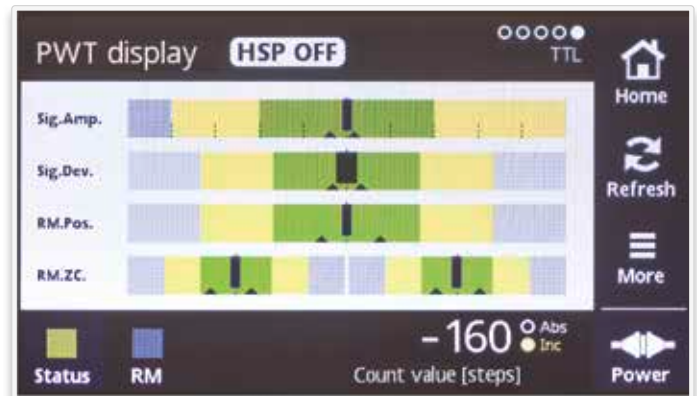 PWT display HSP OFF
TTL
Home
Sig.Amp.
Sig.Dev.
Refresh
RM.Pos.
RM.ZC.
More
-160
Abs
Inc
Status RM Count value [steps] Power